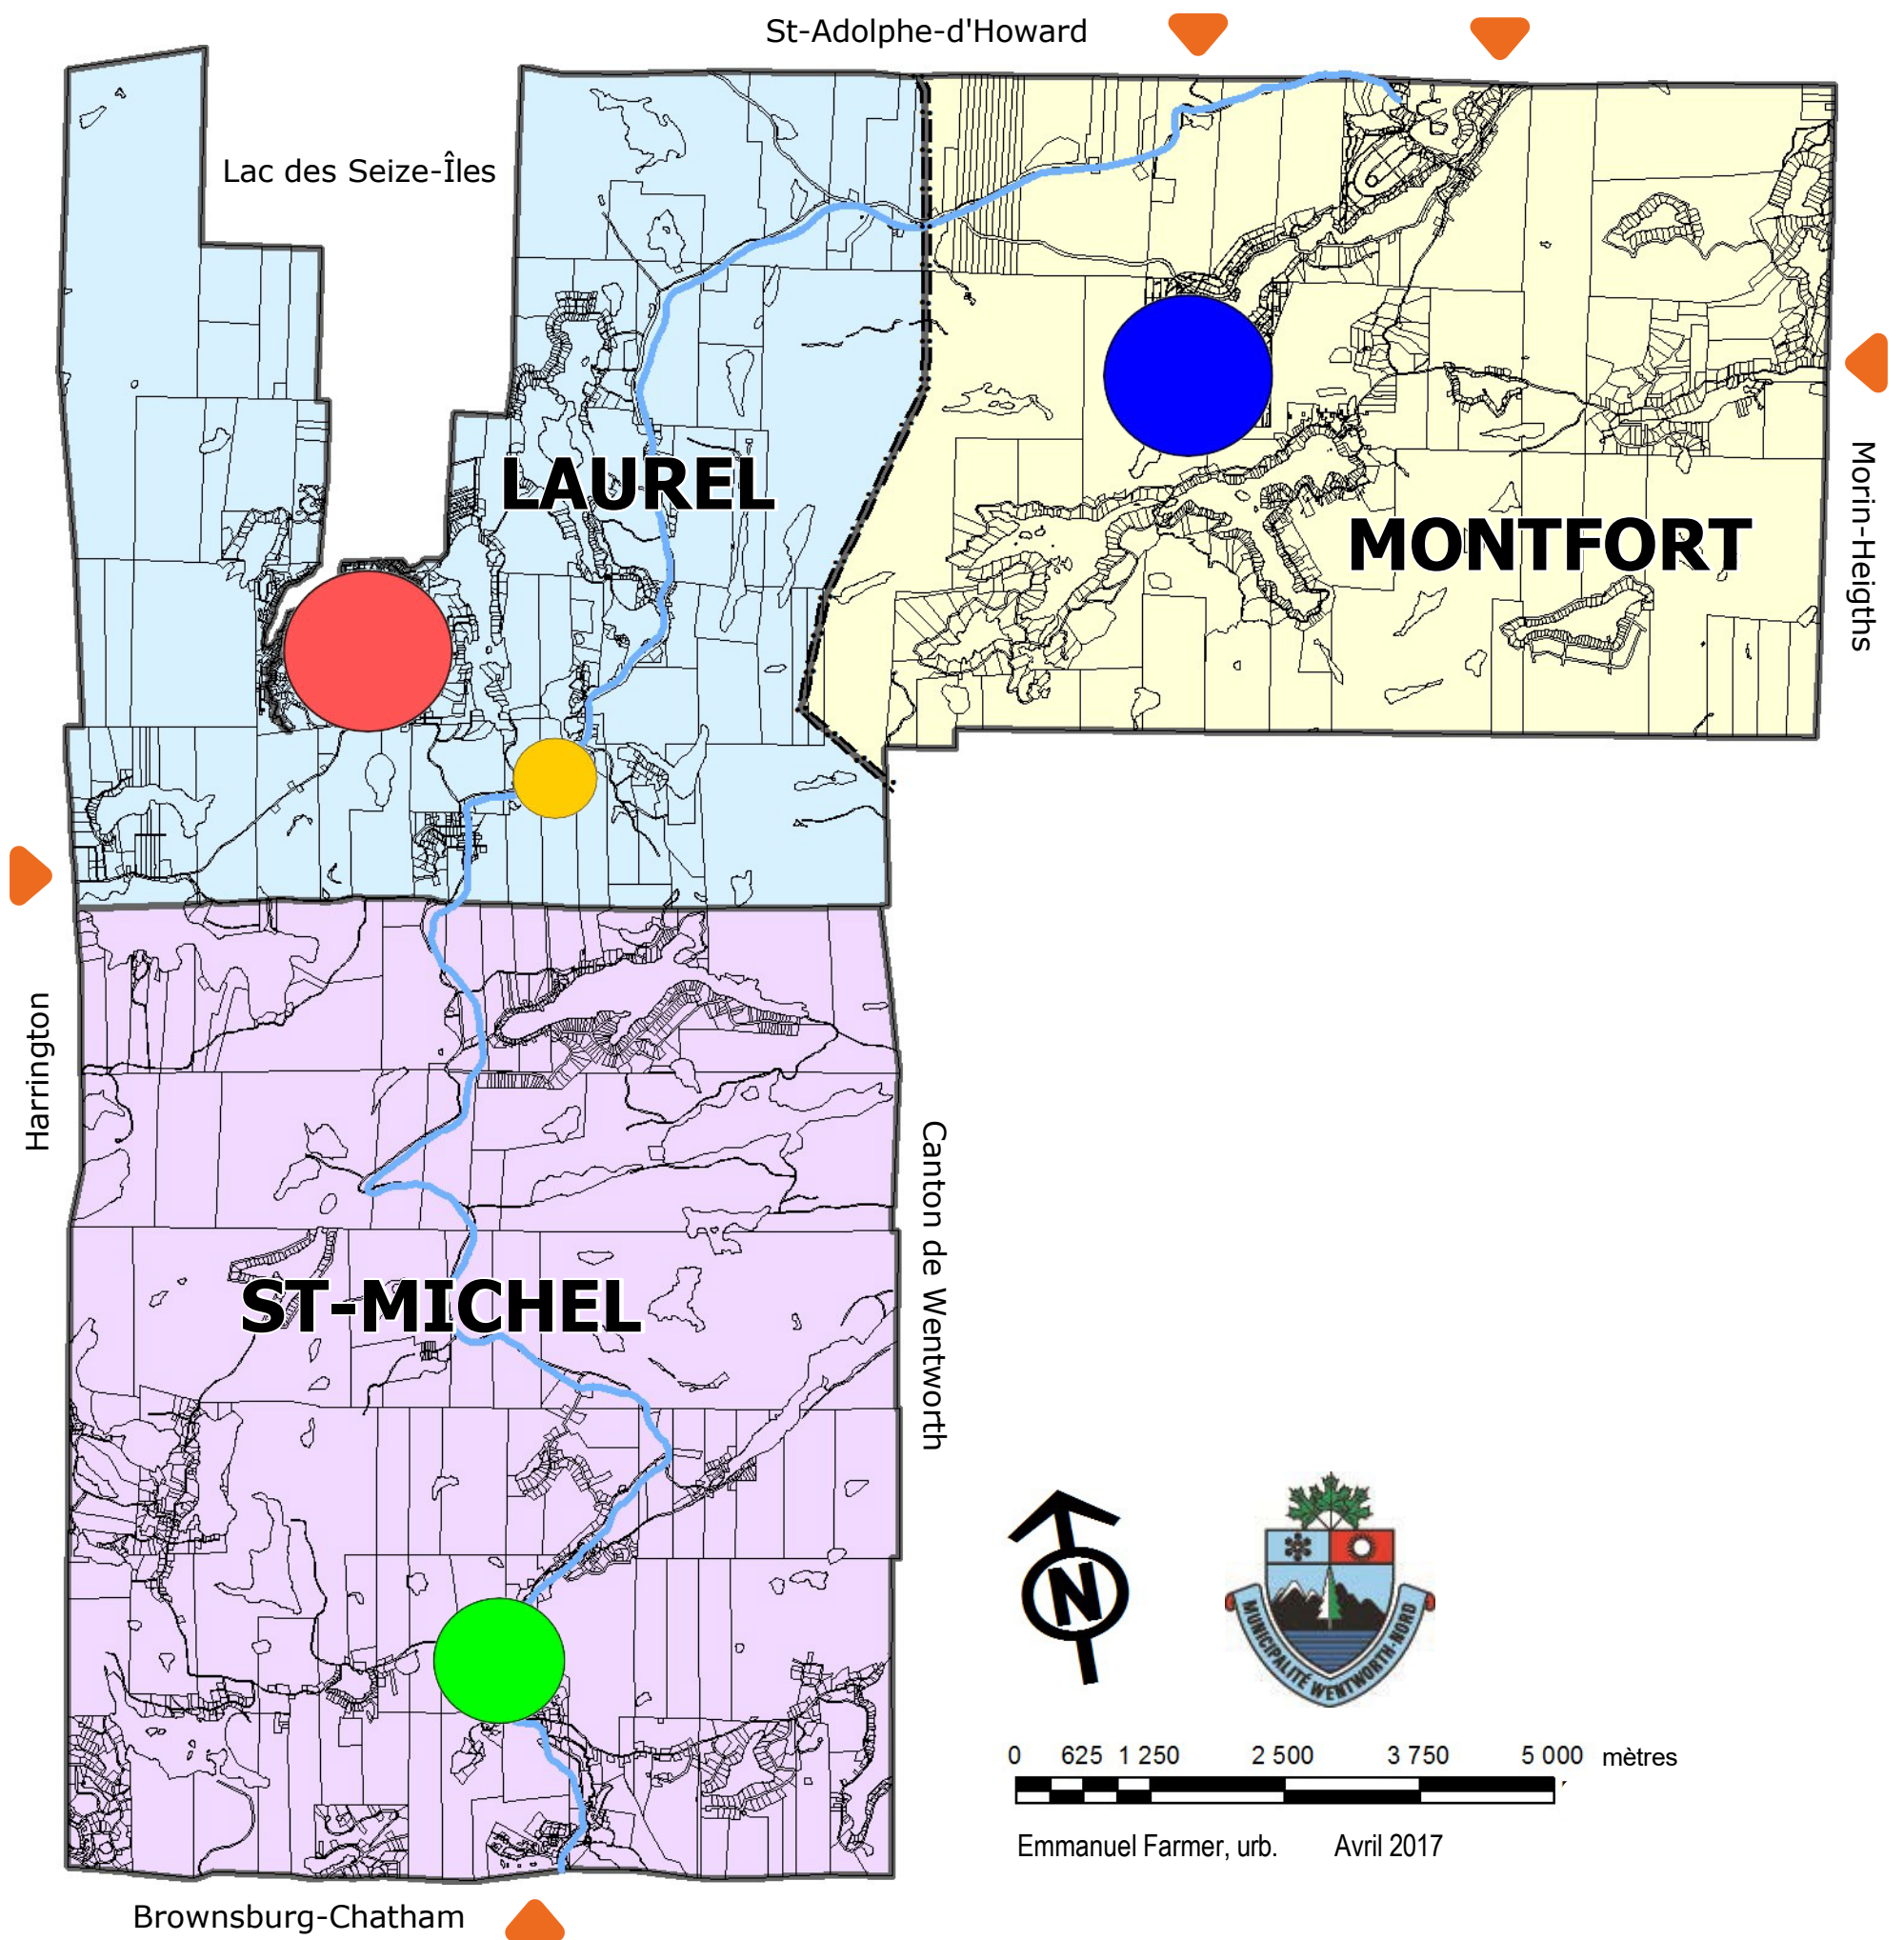 St-Adolphe-d'Howard
Lac des Seize-Îles
LAUREL
MONTFORT
Morin-Heigths
Harrington
Canton de Wentworth
ST-MICHEL
N
MUNICIPALITÉ WENTWORTH-NORD
0 625 1 250 2 500 3 750 5 000 mètres
Emmanuel Farmer, urb. Avril 2017
Brownsburg-Chatham